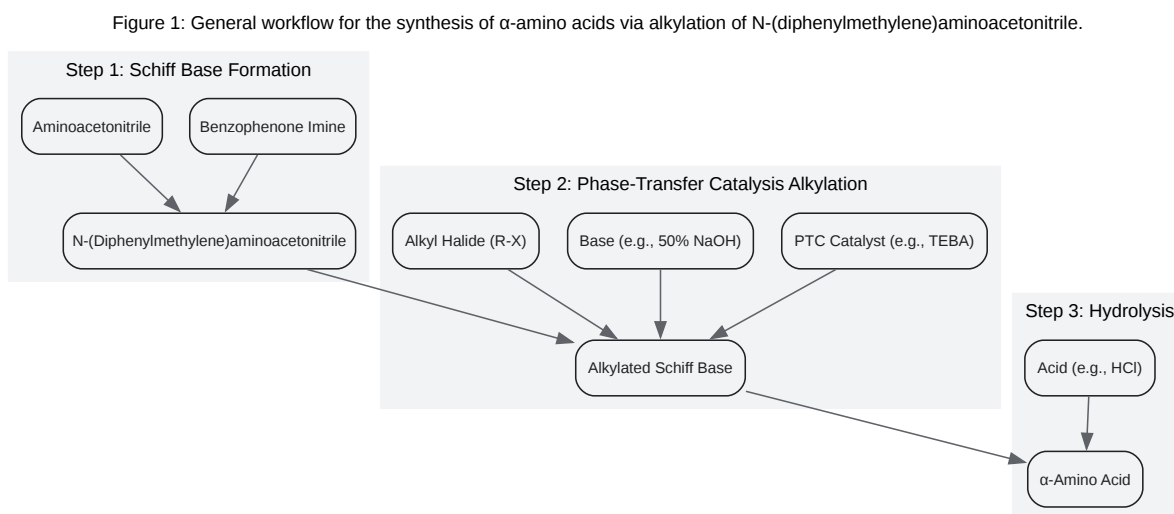 Figure 1: General workflow for the synthesis of α-amino acids via alkylation of N-(diphenylmethylene)aminoacetonitrile.
Step 1: Schiff Base Formation
Aminoacetonitrile
Benzophenone Imine
N-(Diphenylmethylene)aminoacetonitrile
Step 2: Phase-Transfer Catalysis Alkylation
Alkyl Halide (R-X)
Base (e.g., 50% NaOH)
PTC Catalyst (e.g., TEBA)
Alkylated Schiff Base
Step 3: Hydrolysis
Acid (e.g., HCl)
α-Amino Acid